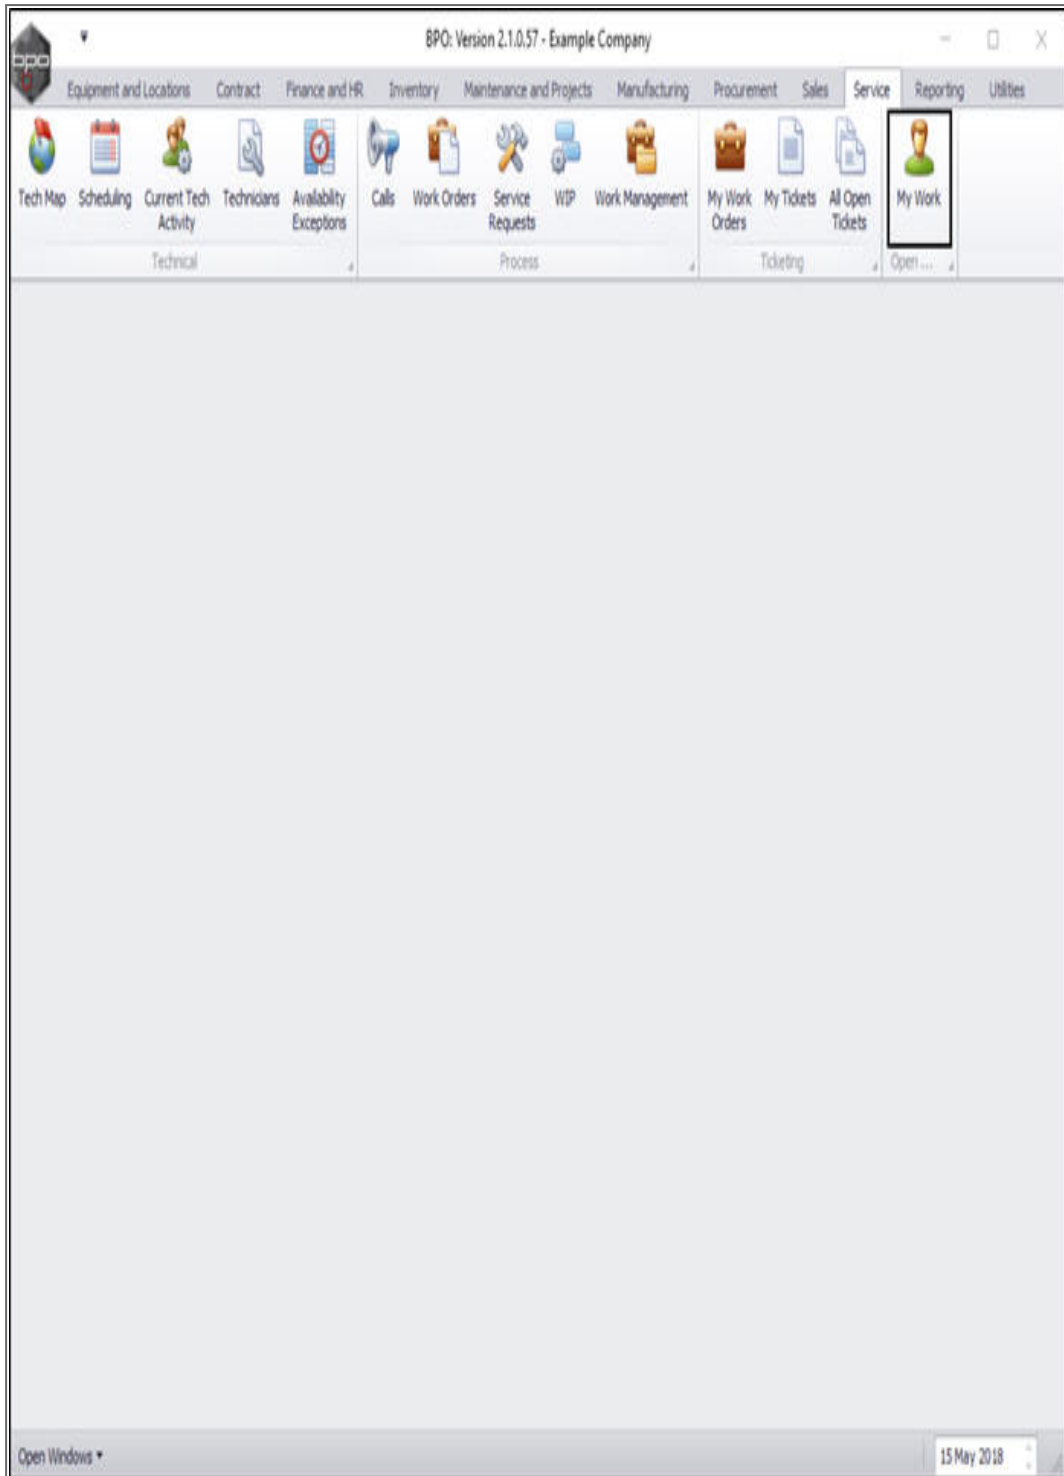 BPO: Version 2.1.0.57 - Example Company
bpo
Equipment and Locations Contract Finance and HR Inventory Maintenance and Projects Manufacturing Procurement Sales Service Reporting Utilities
Tech Map Scheduling Current Tech Technicians Availability Calls Work Orders Service WIP Work Management My Work My Tickets All Open My Work
Activity Exceptions Requests Orders Tickets
Technical Process Ticketing Open ...
Open Windows 15 May 2018